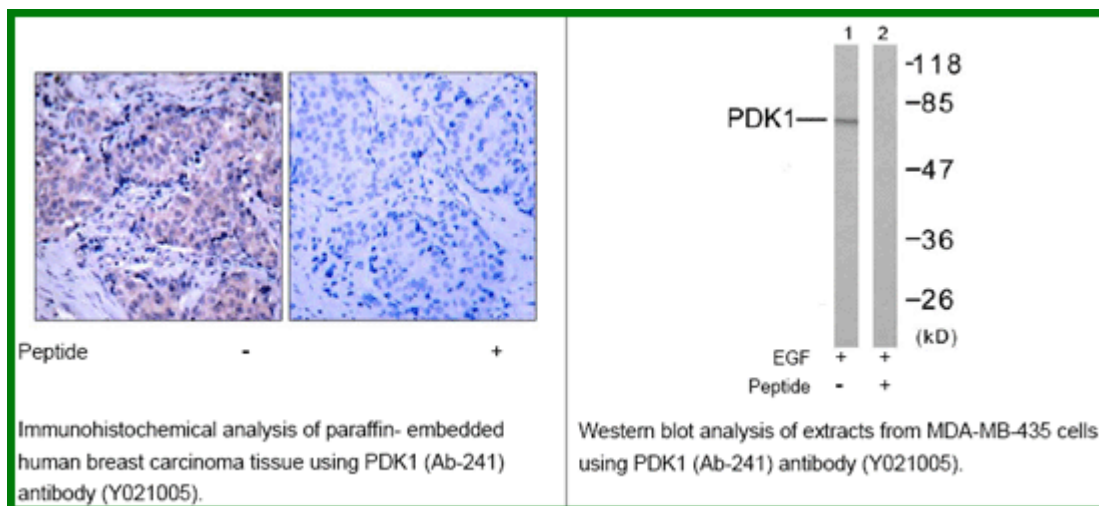 Peptide - +
Immunohistochemical analysis of paraffin- embedded
human breast carcinoma tissue using PDK1 (Ab-241)
antibody (Y021005).
1 2
-118
-85
PDK1—
-47
-36
-26
(kD)
EGF + +
Peptide - +
Western blot analysis of extracts from MDA-MB-435 cells
using PDK1 (Ab-241) antibody (Y021005).